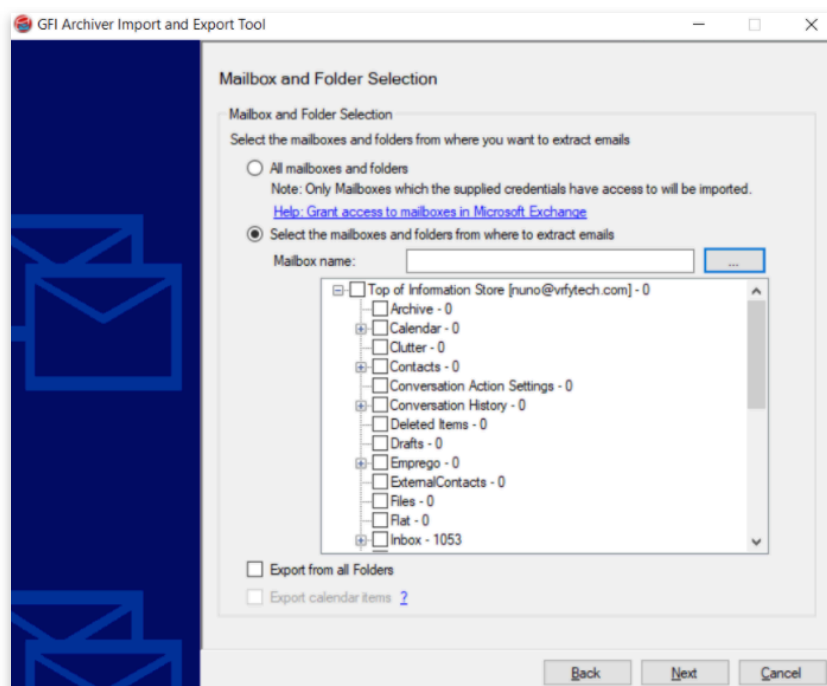 GFI Archiver Import and Export Tool
Mailbox and Folder Selection
Mailbox and Folder Selection
Select the mailboxes and folders from where you want to extract emails
All mailboxes and folders
Note: Only Mailboxes which the supplied credentials have access to will be imported.
Help: Grant access to mailboxes in Microsoft Exchange
Select the mailboxes and folders from where to extract emails
Mailbox name:
...
Top of Information Store [nuno@vrfytech.com] - 0
Archive - 0
Calendar - 0
Clutter - 0
Contacts - 0
Conversation Action Settings - 0
Conversation History - 0
Deleted Items - 0
Drafts - 0
Emprego - 0
ExternalContacts - 0
Files - 0
Flat - 0
Inbox - 1053
Export from all Folders
Export calendar items ?
Back Next Cancel